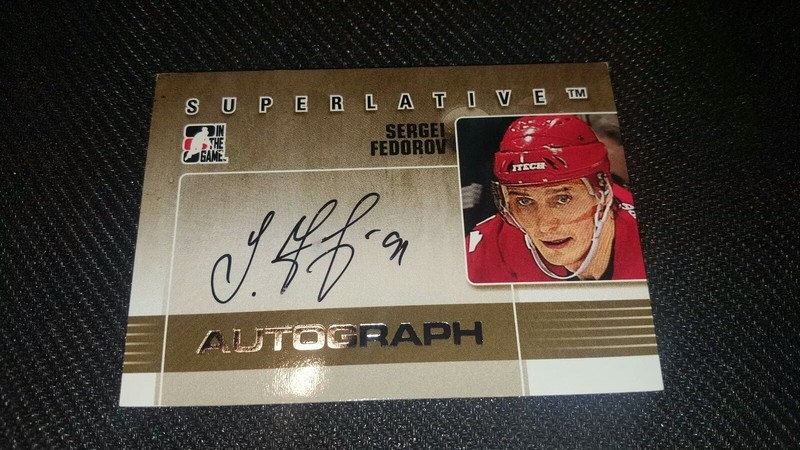 SUPERLATIVE™
SERGEI
FEDOROV
IN
THE
GAME
ITECH
91
AUTOGRAPH